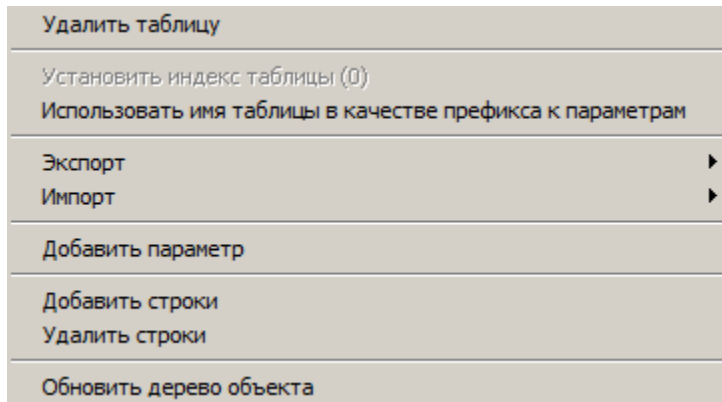 Удалить таблицу
Установить индекс таблицы (0)
Использовать имя таблицы в качестве префикса к параметрам
Экспорт
Импорт
Добавить параметр
Добавить строки
Удалить строки
Обновить дерево объекта